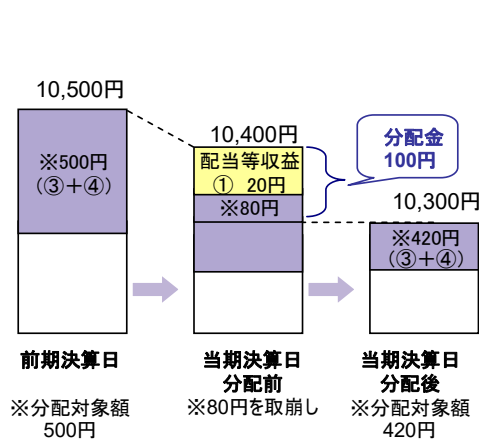 10,500円
※500円
(③+④)
前期決算日
※分配対象額
500円
10,400円
配当等収益
① 20円
※80円
当期決算日
分配前
※80円を取崩し
分配金
100円
10,300円
※420円
(③+④)
当期決算日
分配後
※分配対象額
420円